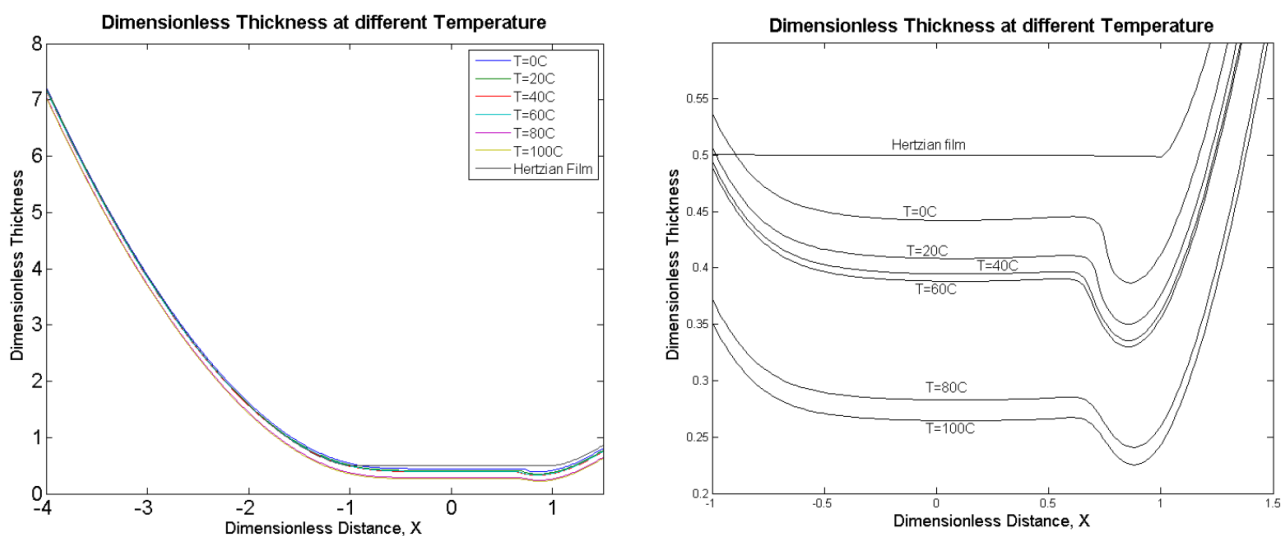 Dimensionless Thickness at different Temperature
8
7
6
5
4
3
2
1
0
Dimensionless Thickness
T=0C
T=20C
T=40C
T=60C
T=80C
T=100C
Hertzian Film
-4
-3
-2
-1
0
1
Dimensionless Distance, X
Dimensionless Thickness at different Temperature
0.55
0.5
0.45
0.4
0.35
0.3
0.25
0.2
Dimensionless Thickness
Hertzian film
T=0C
T=20C
T=40C
T=60C
T=80C
T=100C
-1
-0.5
0
0.5
1
1.5
Dimensionless Distance, X